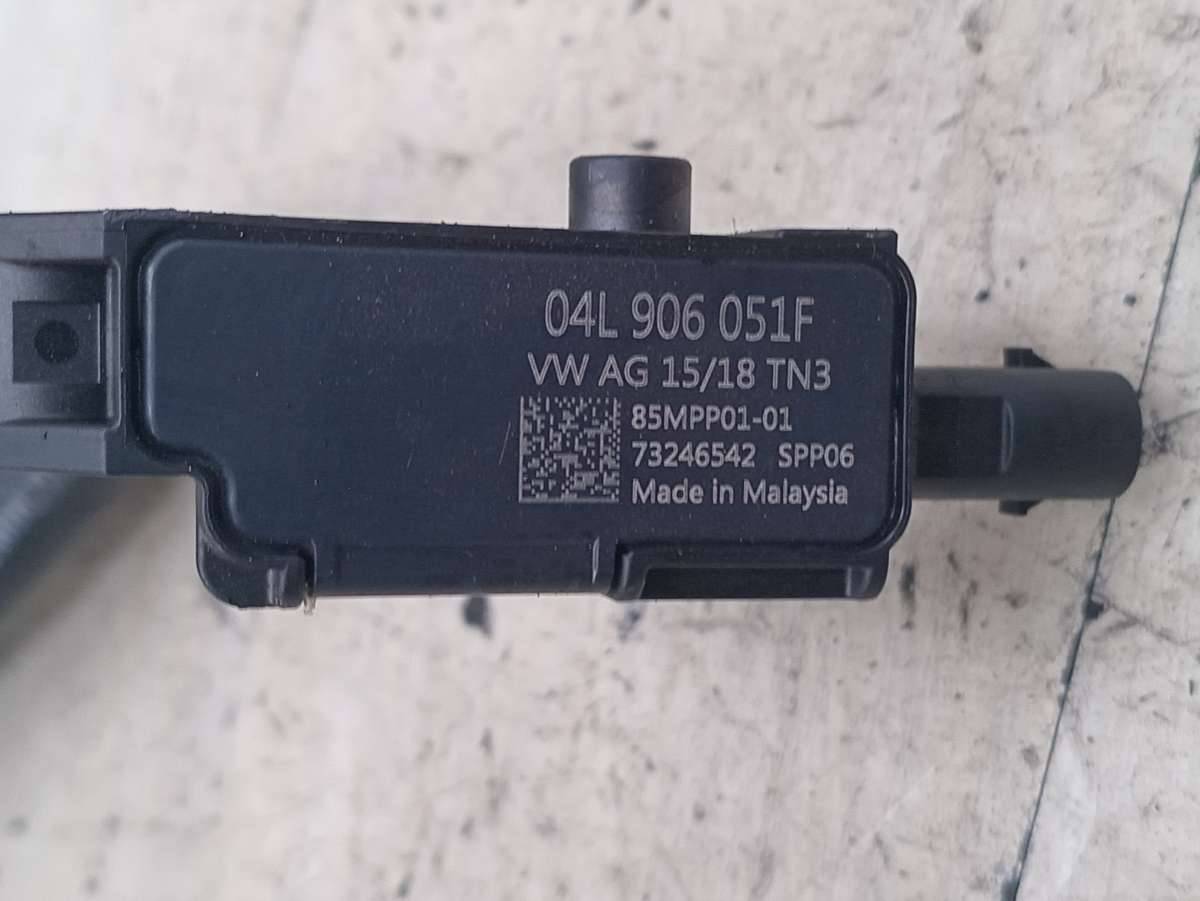 04L 906 051F
VW AG 15/18 TN3
85MPP01-01
73246542 SPP06
Made in Malaysia